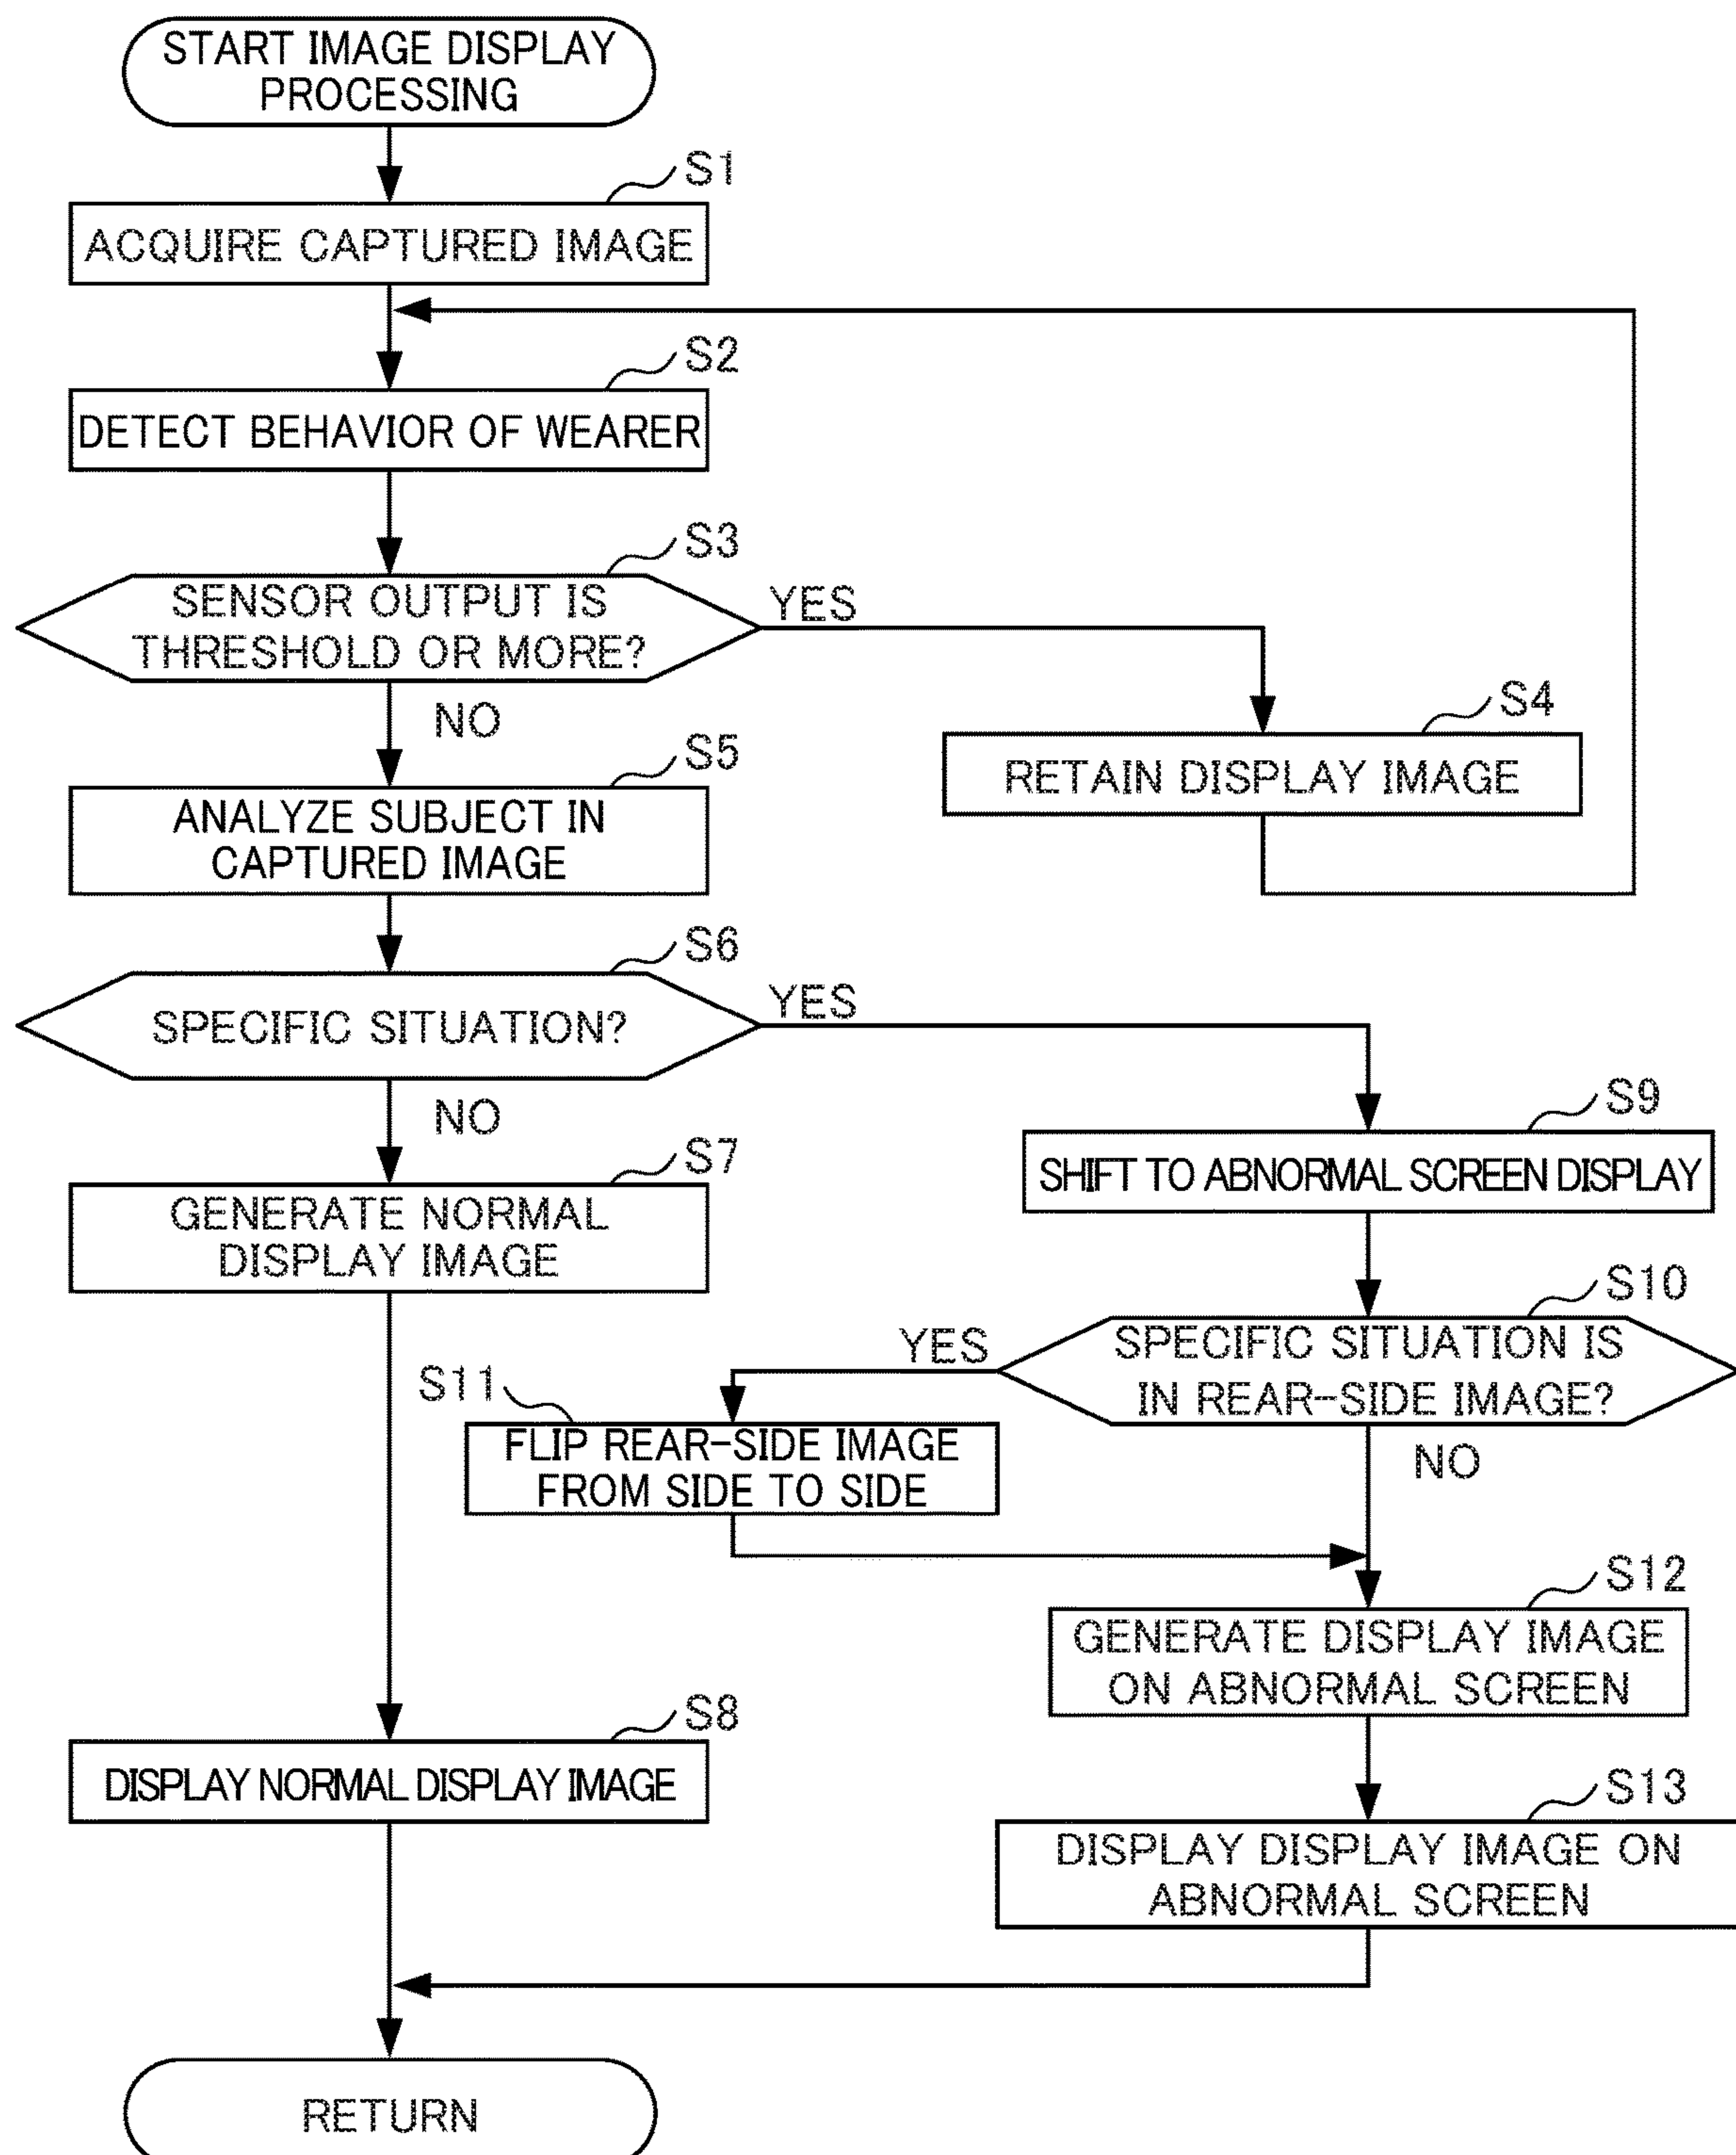 START IMAGE DISPLAY
PROCESSING
S1
ACQUIRE CAPTURED IMAGE
S2
DETECT BEHAVIOR OF WEARER
S3
SENSOR OUTPUT IS
THRESHOLD OR MORE?
YES
NO
S4
RETAIN DISPLAY IMAGE
S5
ANALYZE SUBJECT IN
CAPTURED IMAGE
S6
SPECIFIC SITUATION?
YES
NO
S7
GENERATE NORMAL
DISPLAY IMAGE
S9
SHIFT TO ABNORMAL SCREEN DISPLAY
S10
SPECIFIC SITUATION IS
IN REAR-SIDE IMAGE?
YES
NO
S11
FLIP REAR-SIDE IMAGE
FROM SIDE TO SIDE
S12
GENERATE DISPLAY IMAGE
ON ABNORMAL SCREEN
S8
DISPLAY NORMAL DISPLAY IMAGE
S13
DISPLAY DISPLAY IMAGE ON
ABNORMAL SCREEN
RETURN